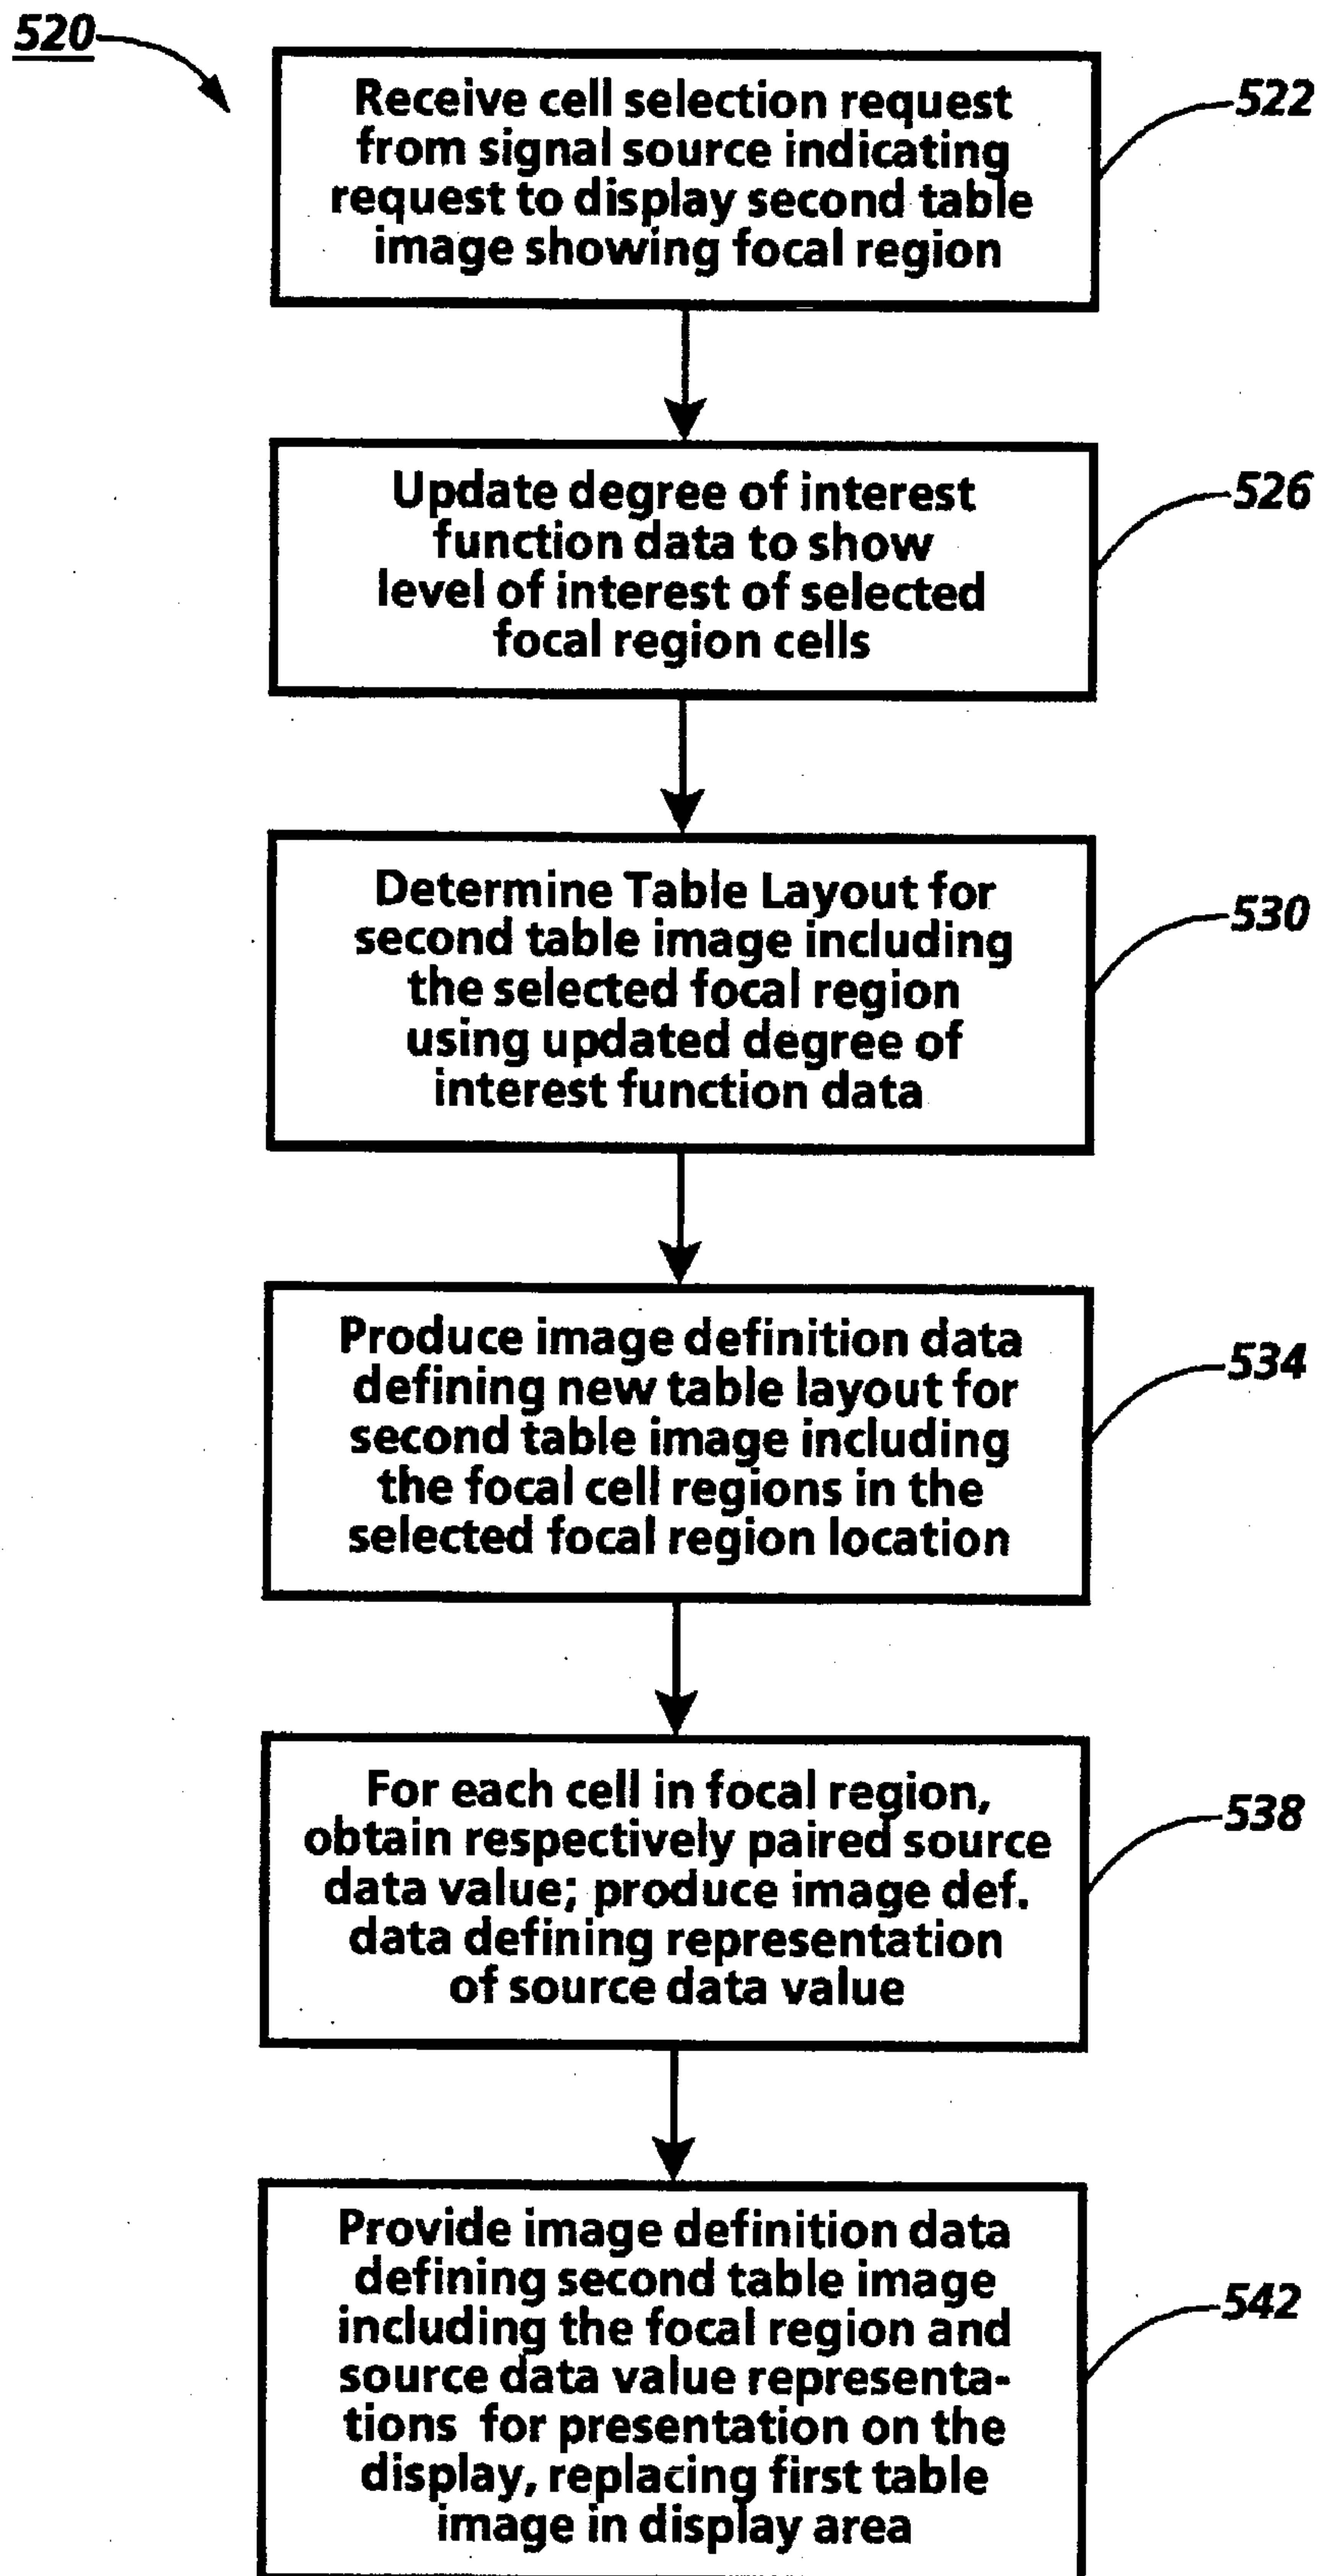 520
Receive cell selection request
from signal source indicating
request to display second table
image showing focal region
522
Update degree of interest
function data to show
level of interest of selected
focal region cells
526
Determine Table Layout for
second table image including
the selected focal region
using updated degree of
interest function data
530
Produce image definition data
defining new table layout for
second table image including
the focal cell regions in the
selected focal region location
534
For each cell in focal region,
obtain respectively paired source
data value; produce image def.
data defining representation
of source data value
538
Provide image definition data
defining second table image
including the focal region and
source data value representa-
tions for presentation on the
display, replacing first table
image in display area
542